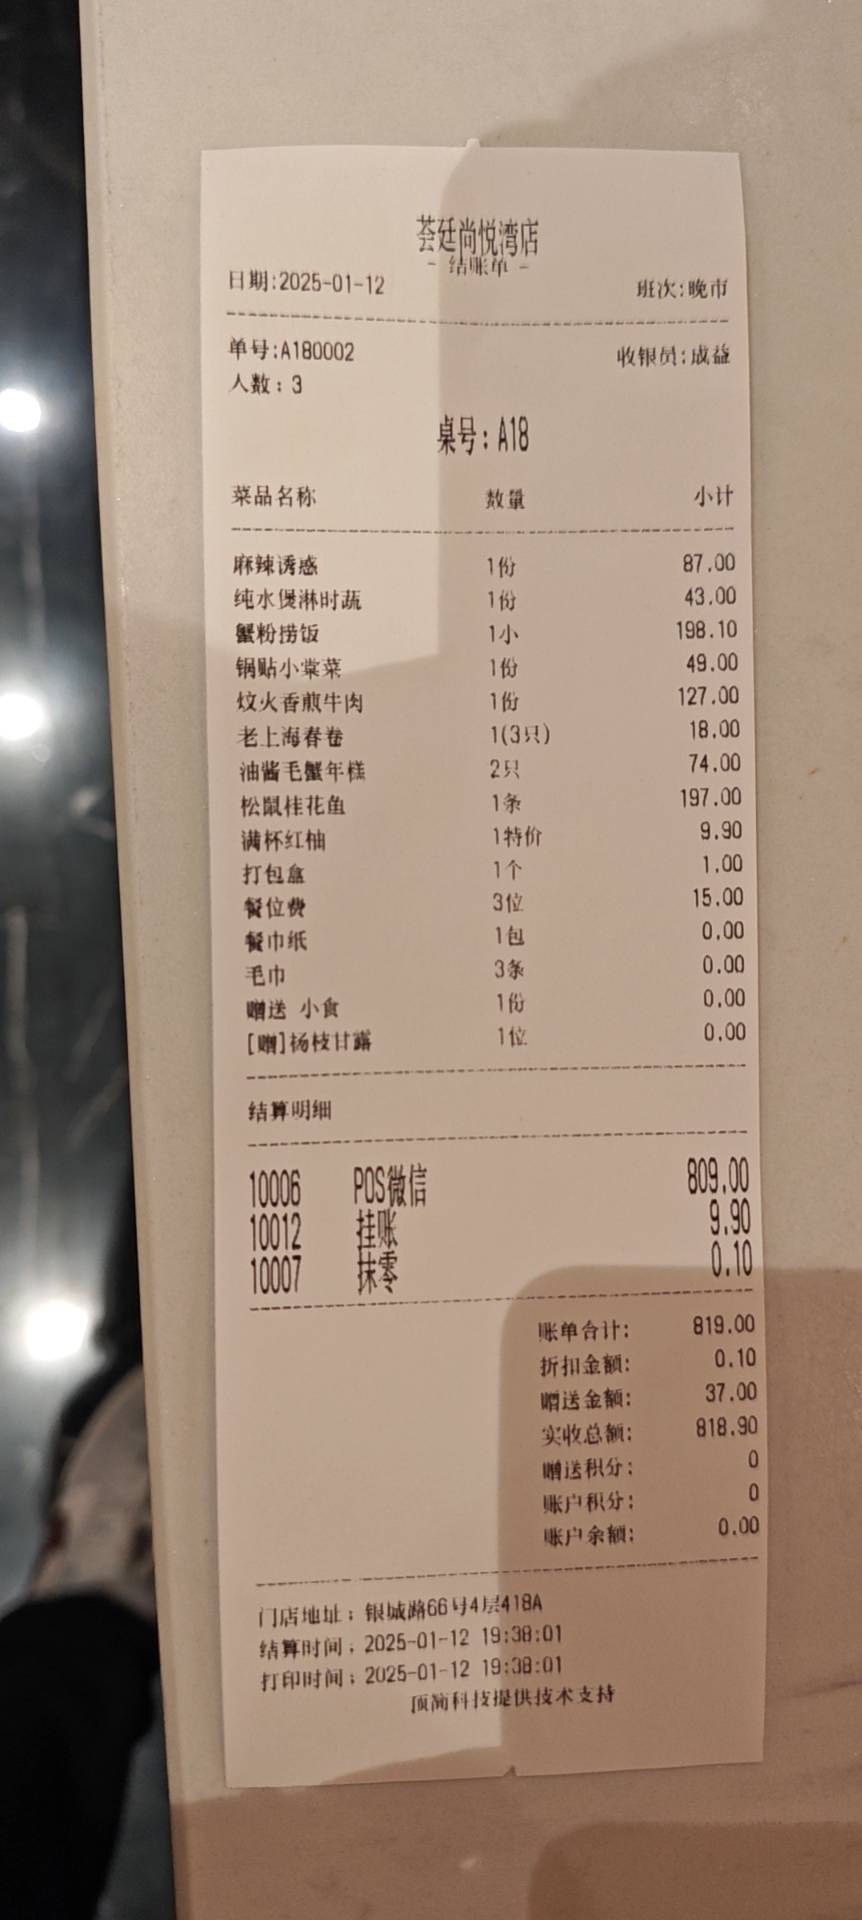 荟廷尚悦湾店
- 结账单 -
日期:2025-01-12 班次:晚市
单号:A180002 收银员:成益
人数: 3
桌号: A18
菜品名称 数量 小计
麻辣诱惑 1份 87.00
纯水煲淋时蔬 1份 43.00
蟹粉捞饭 1小 198.10
锅贴小棠菜 1份 49.00
炆火香煎牛肉 1份 127.00
老上海春卷 1(3只) 18.00
油酱毛蟹年糕 2只 74.00
松鼠桂花鱼 1条 197.00
满杯红柚 1特价 9.90
打包盒 1个 1.00
餐位费 3位 15.00
餐巾纸 1包 0.00
毛巾 3条 0.00
赠送 小食 1份 0.00
[赠]杨枝甘露 1位 0.00
结算明细
10006 POS微信 809.00
10012 挂账 9.90
10007 抹零 0.10
账单合计: 819.00
折扣金额: 0.10
赠送金额: 37.00
实收总额: 818.90
赠送积分: 0
账户积分: 0
账户余额: 0.00
门店地址: 银城路66号4层418A
结算时间: 2025-01-12 19:38:01
打印时间: 2025-01-12 19:38:01
顶简科技提供技术支持